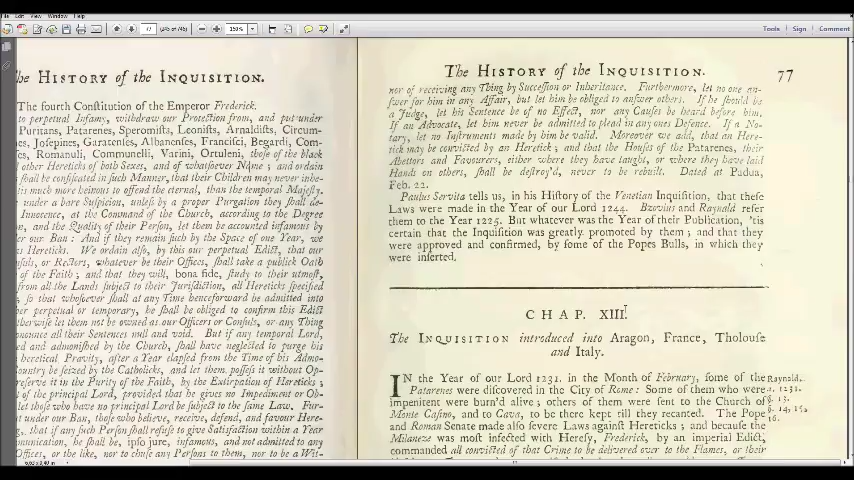 File Edit View Window Help
77
(245 of 748)
150%
Tools
Sign
Comment
The HISTORY of the INQUISITION.
The fourth Constitution of the Emperor Frederick.
to perpetual Infamy, withdraw our Protection from, and put under
Puritans, Patarenes, Speronists, Leonists, Arnaldists, Circum-
nes, Josepines, Garatenses, Albanenses, Francisci, Begardi, Com-
Romanuli, Communelli, Varini, Ortuleni, those of the black
other Hereticks of both Sexes, and of whatsoever Name; and ordain
shall be confiscated in such Manner, that their Children may never inhe-
is much more heinous to offend the eternal, than the temporal Majesty.
under a bare Suspicion, unless by a proper Purgation they shall de-
Innocence, at the Command of the Church, according to the Degree
and the Quality of their Person, let them be accounted infamous by
our Ban: And if they remain such by the Space of one Year, we
Hereticks. We ordain also, by this our perpetual Edict, that our
or Rectors, whatever be their Offices, shall take a publick Oath
of the Faith; and that they will, bona fide, study to their utmost,
from all the Lands subject to their Jurisdiction, all Hereticks specified
so that whosoever shall at any Time henceforward be admitted into
perpetual or temporary, he shall be obliged to confirm this Edict
otherwise let them not be owned as our Officers or Consuls, or any Thing
nounce all their Sentences null and void. But if any temporal Lord,
and admonished by the Church, shall have neglected to purge his
heretical Pravity, after a Year elapsed from the Time of his Admo-
Country be seized by the Catholicks, and let them possess it without Op-
reserve it in the Purity of the Faith, by the Extirpation of Hereticks;
of the principal Lord, provided that he gives no Impediment or Ob-
let those who have no principal Lord be subject to the same Law. Fur-
under our Ban, those who believe, receive, defend, and favour Here-
that if any such Person shall refuse to give Satisfaction within a Year
munication, he shall be, ipso jure, infamous, and not admitted to any
Offices, or the like, nor to chuse any Persons to them, nor to be a Wit-
The HISTORY of the INQUISITION. 77
nor of receiving any Thing by Succession or Inheritance. Furthermore, let no one an-
swer for him in any Affair, but let him be obliged to answer others. If he should be
a Judge, let his Sentence be of no Effect, nor any Causes be heard before him.
If an Advocate, let him never be admitted to plead in any ones Defence. If a No-
tary, let no Instruments made by him be valid. Moreover we add, that an Here-
tick may be convicted by an Heretick; and that the Houses of the Patarenes, their
Abettors and Favourers, either where they have taught, or where they have laid
Hands on others, shall be destroy'd, never to be rebuilt. Dated at Padua,
Feb. 22.
Paulus Servita tells us, in his History of the Venetian Inquisition, that these
Laws were made in the Year of our Lord 1244. Bzovius and Raynald refer
them to the Year 1225. But whatever was the Year of their Publication, 'tis
certain that the Inquisition was greatly promoted by them; and that they
were approved and confirmed, by some of the Popes Bulls, in which they
were inserted.
CHAP. XIII.
The INQUISITION introduced into Aragon, France, Tholouse
and Italy.
IN the Year of our Lord 1231. in the Month of February, some of the Raynald.
Patarenes were discovered in the City of Rome: Some of them who were a. 1231.
impenitent were burn'd alive; others of them were sent to the Church of §. 13.
Monte Casino, and to Cava, to be there kept till they recanted. The Pope §. 14, 15,
and Roman Senate made also severe Laws against Hereticks; and because the 16.
Milaneze was most infected with Heresy, Frederick, by an imperial Edict,
commanded all convicted of that Crime to be delivered over to the Flames, or their